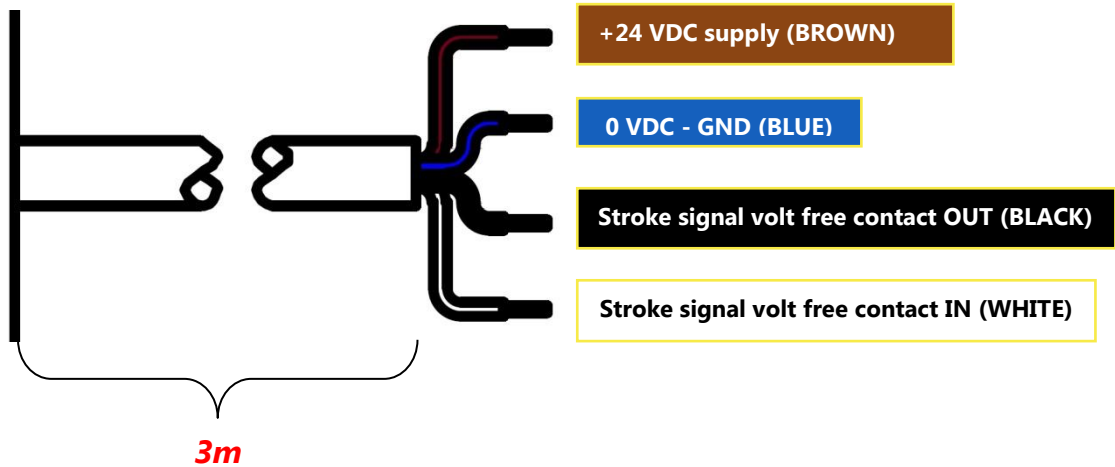 +24 VDC supply (BROWN)
0 VDC - GND (BLUE)
Stroke signal volt free contact OUT (BLACK)
Stroke signal volt free contact IN (WHITE)
3m